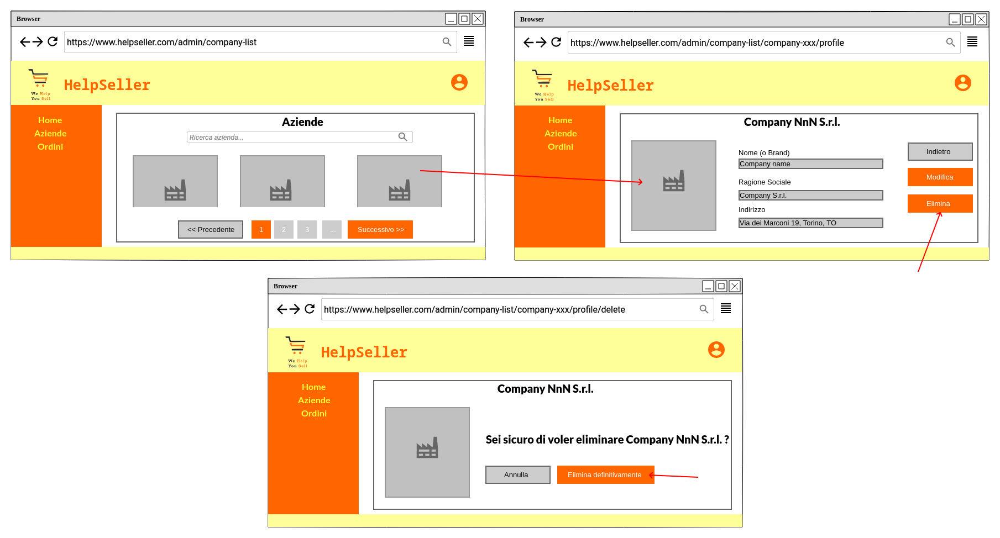 Browser
https://www.helpseller.com/admin/company-list
We Help
You Sell
HelpSeller
Home
Aziende
Ordini
Aziende
Ricerca azienda...
<< Precedente
1
2
3
...
Successivo >>
Browser
https://www.helpseller.com/admin/company-list/company-xxx/profile
We Help
You Sell
HelpSeller
Home
Aziende
Ordini
Company NnN S.r.l.
Nome (o Brand)
Company name
Ragione Sociale
Company S.r.l.
Indirizzo
Via dei Marconi 19, Torino, TO
Indietro
Modifica
Elimina
Browser
https://www.helpseller.com/admin/company-list/company-xxx/profile/delete
We Help
You Sell
HelpSeller
Home
Aziende
Ordini
Company NnN S.r.l.
Sei sicuro di voler eliminare Company NnN S.r.l. ?
Annulla
Elimina definitivamente